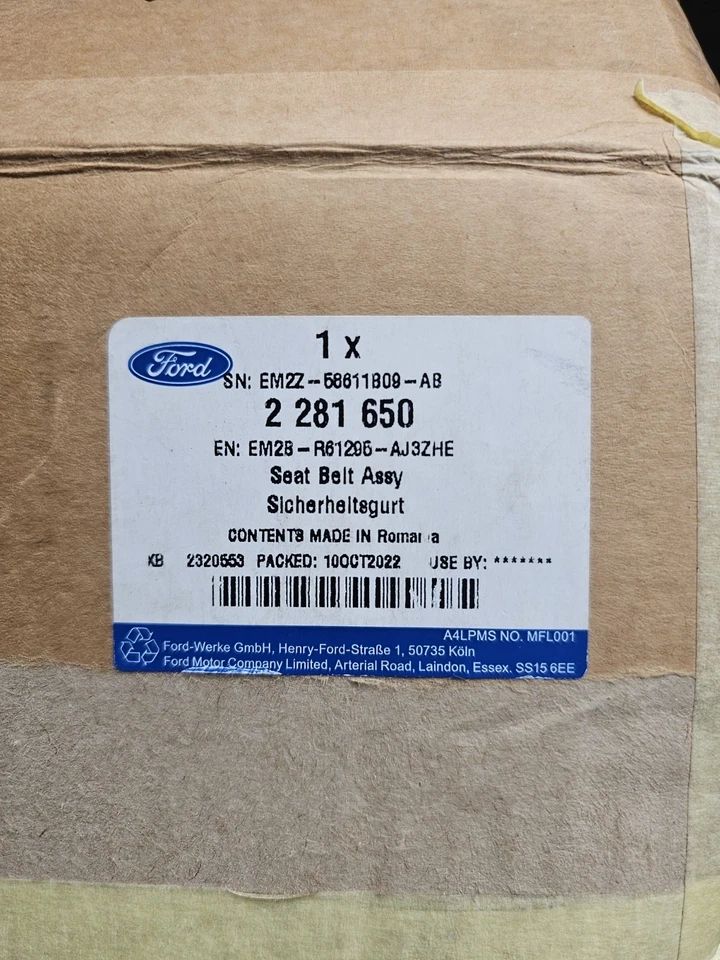 Ford
1 x
SN: EM2Z-58611B09-AB
2 281 650
EN: EM2B-R61295-AJ3ZHE
Seat Belt Assy
Sicherheitsgurt
CONTENTS MADE IN Romania
KB 2320553 PACKED: 10OCT2022 USE BY: *******
A4LPMS NO. MFL001
Ford-Werke GmbH, Henry-Ford-Straße 1, 50735 Köln
Ford Motor Company Limited, Arterial Road, Laindon, Essex. SS15 6EE